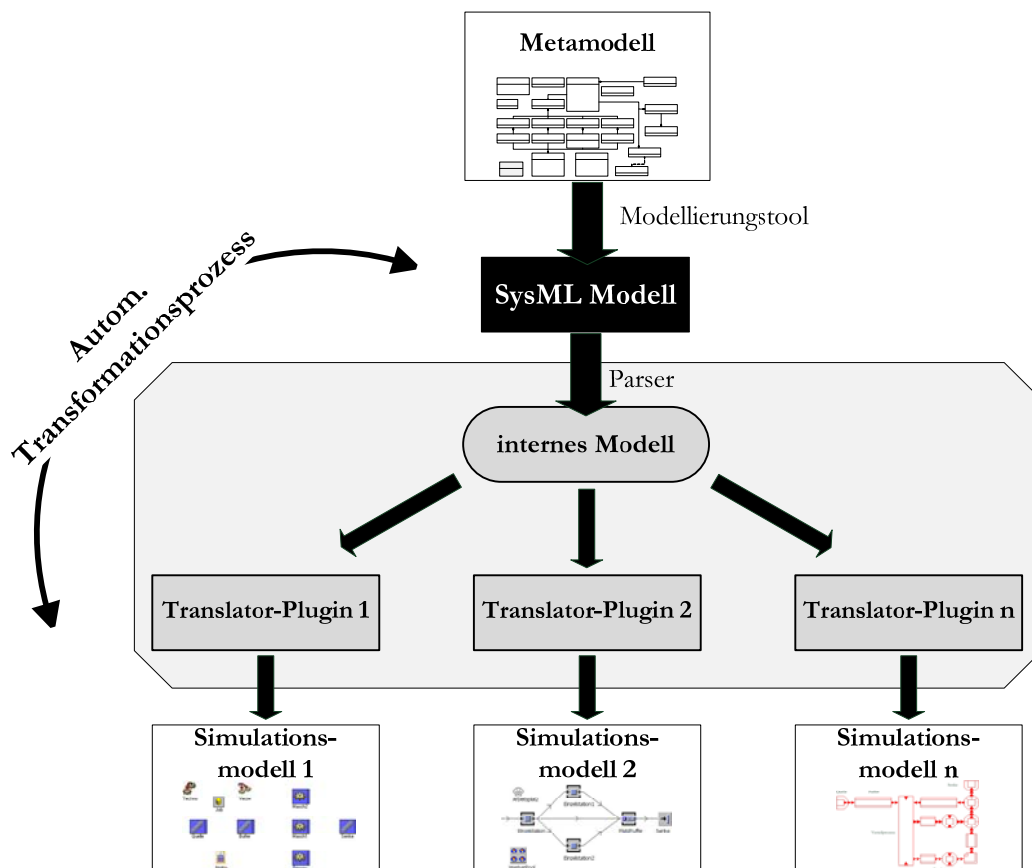 Metamodell
Modellierungstool
SysML Modell
Autom.
Transformationsprozess
Parser
internes Modell
Translator-Plugin 1
Translator-Plugin 2
Translator-Plugin n
Simulations-
modell 1
Simulations-
modell 2
Simulations-
modell n